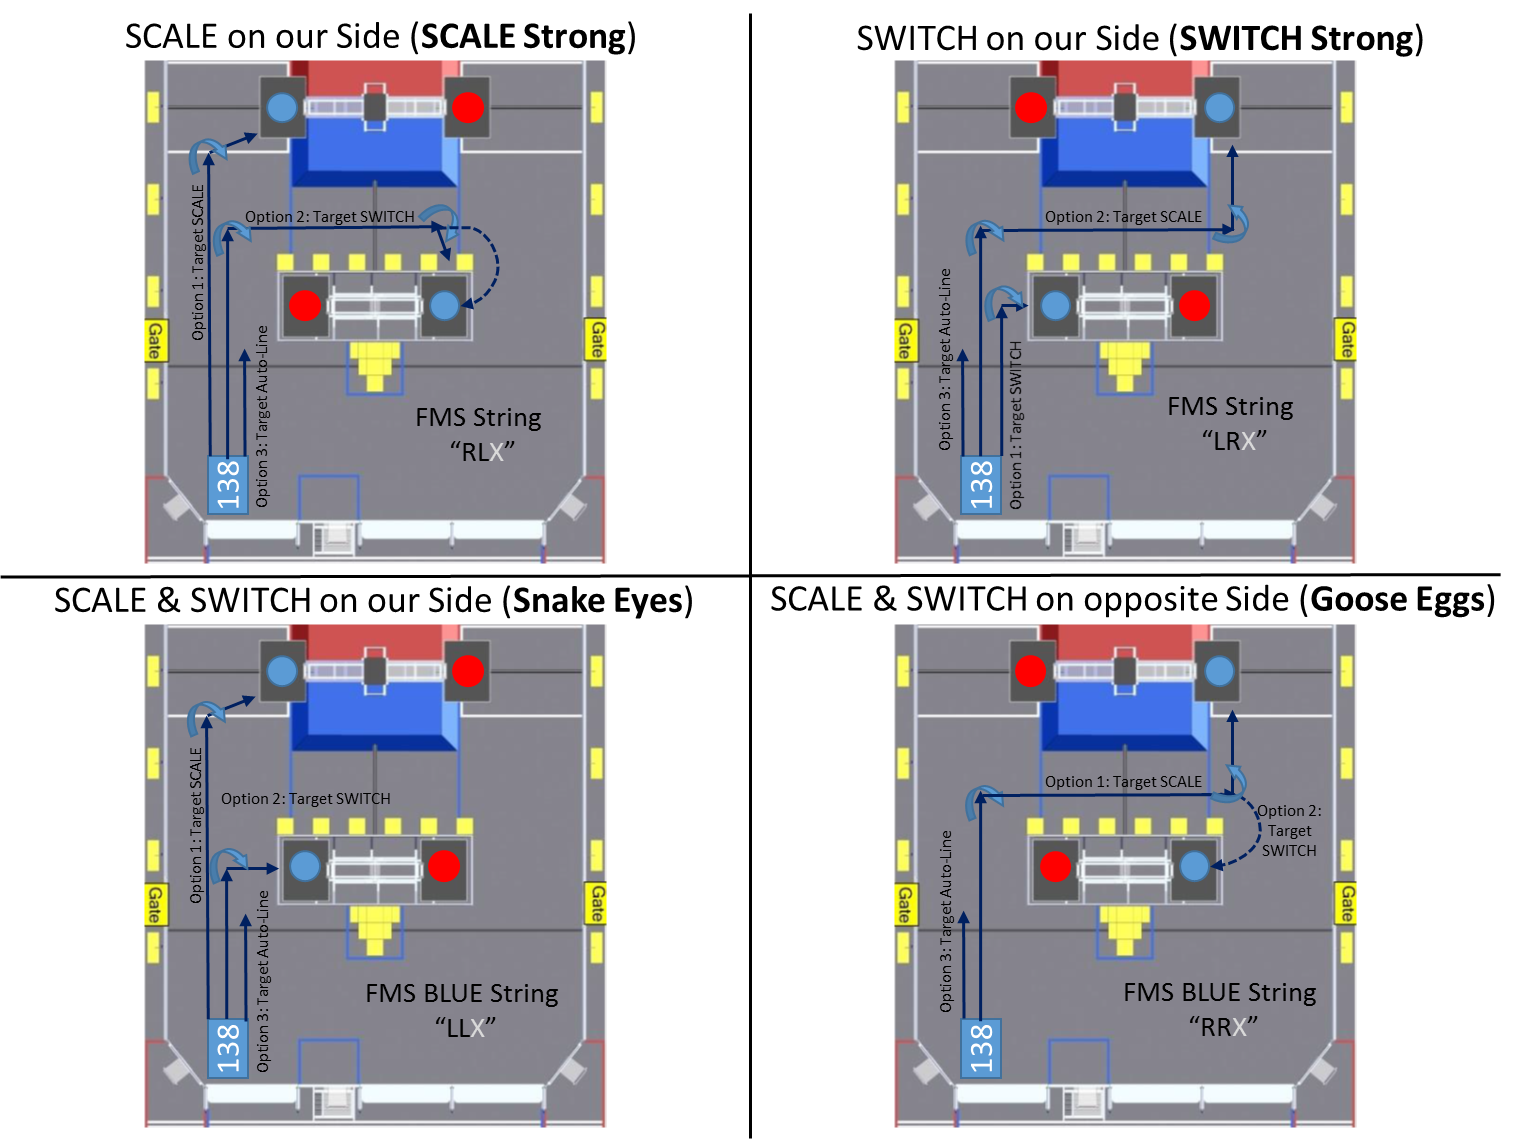 SCALE on our Side (SCALE Strong)
Option 1: Target SCALE
Option 2: Target SWITCH
Option 3: Target Auto-Line
Gate
Gate
FMS String
“RLX”
138
SWITCH on our Side (SWITCH Strong)
Option 2: Target SCALE
Option 3: Target Auto-Line
Option 1: Target SWITCH
Gate
Gate
FMS String
“LRX”
138
SCALE & SWITCH on our Side (Snake Eyes)
Option 1: Target SCALE
Option 2: Target SWITCH
Option 3: Target Auto-Line
Gate
Gate
FMS BLUE String
“LLX”
138
SCALE & SWITCH on opposite Side (Goose Eggs)
Option 1: Target SCALE
Option 2:
Target
SWITCH
Option 3: Target Auto-Line
Gate
Gate
FMS BLUE String
“RRX”
138